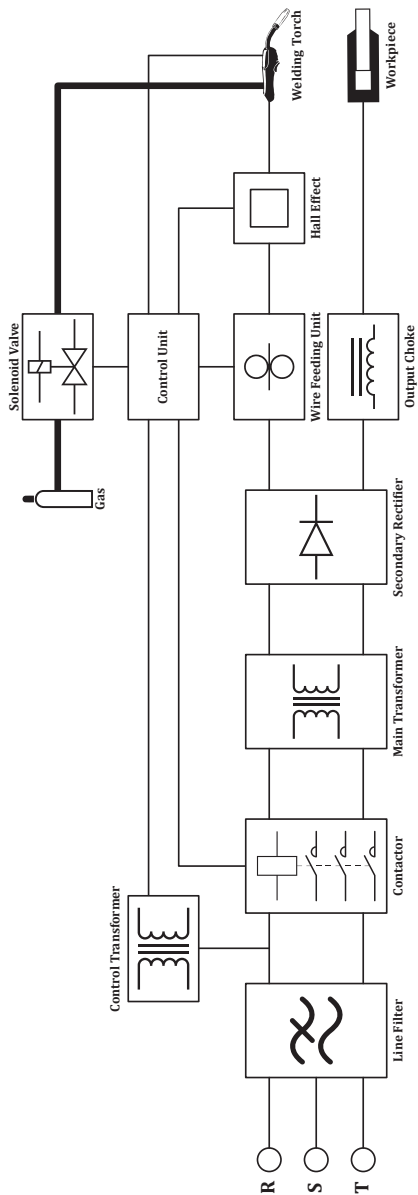 R
S
T
Line Filter
Control Transformer
Contactor
Main Transformer
Secondary Rectifier
Gas
Solenoid Valve
Control Unit
Wire Feeding Unit
Output Choke
Hall Effect
Welding Torch
Workpiece